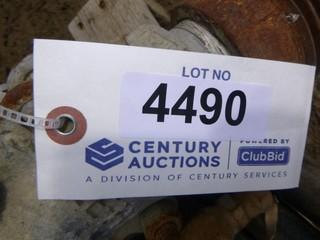 LOT NO
4490
CENTURY AUCTIONS
POWERED BY
ClubBid
A DIVISION OF CENTURY SERVICES